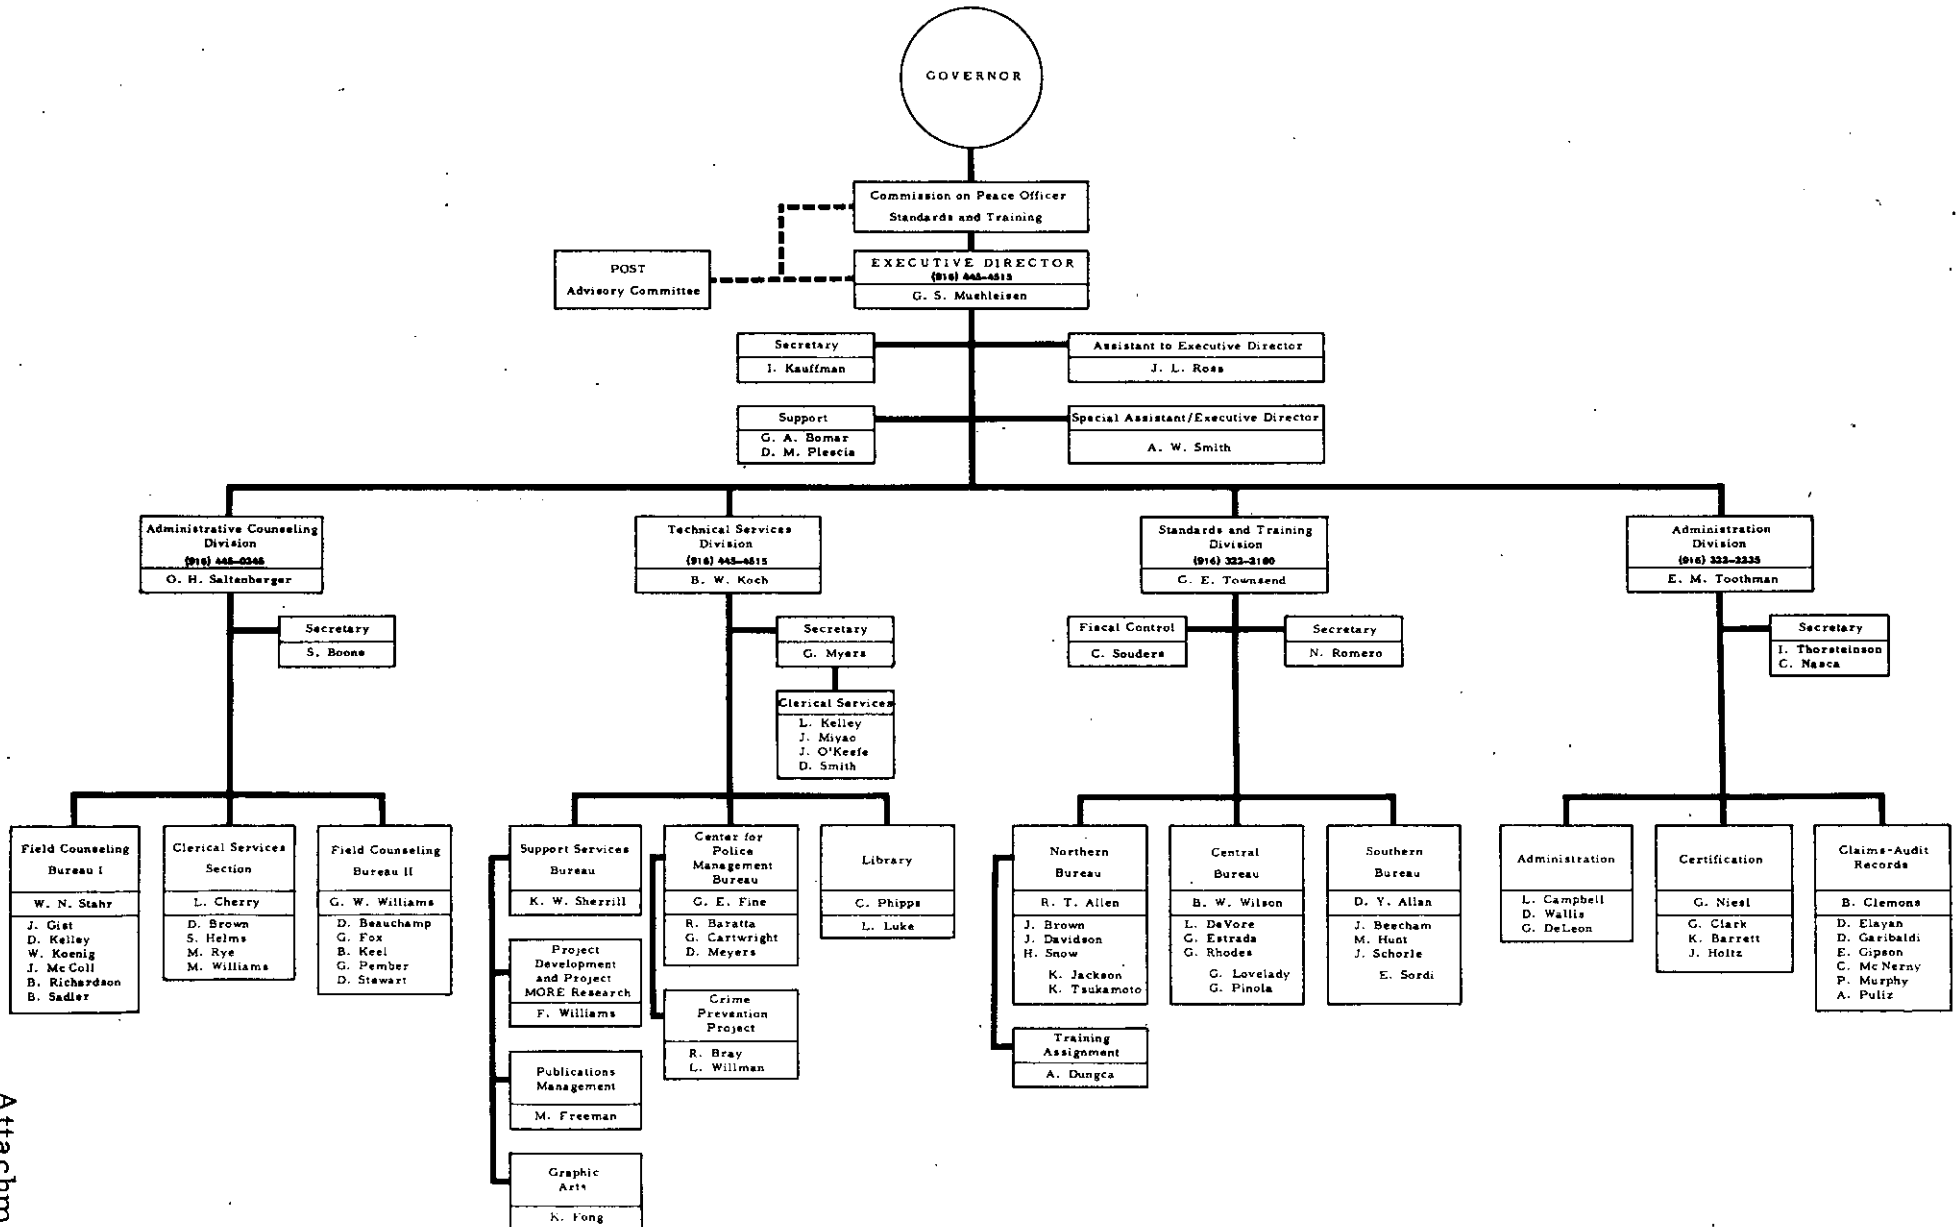 GOVERNOR
Commission on Peace Officer
Standards and Training
POST
Advisory Committee
EXECUTIVE DIRECTOR
(916) 445-4515
G. S. Muehleisen
Secretary
I. Kauffman
Assistant to Executive Director
J. L. Ross
Support
G. A. Bomar
D. M. Plescia
Special Assistant/Executive Director
A. W. Smith
Administrative Counseling
Division
(916) 445-0345
O. H. Saltenberger
Technical Services
Division
(916) 445-4515
B. W. Koch
Standards and Training
Division
(916) 322-2180
G. E. Townsend
Administration
Division
(916) 322-2235
E. M. Toothman
Secretary
S. Boone
Secretary
G. Myers
Clerical Services
L. Kelley
J. Miyao
J. O'Keefe
D. Smith
Fiscal Control
C. Souders
Secretary
N. Romero
Secretary
I. Thorsteinson
C. Nasca
Field Counseling
Bureau I
W. N. Stahr
J. Gist
D. Kelley
W. Koenig
J. McColl
B. Richardson
B. Sadler
Clerical Services
Section
L. Cherry
D. Brown
S. Helms
M. Rye
M. Williams
Field Counseling
Bureau II
G. W. Williams
D. Beauchamp
G. Fox
B. Keel
G. Pember
D. Stewart
Support Services
Bureau
K. W. Sherrill
Project
Development
and Project
MORE Research
F. Williams
Publications
Management
M. Freeman
Graphic
Arts
K. Fong
Center for
Police
Management
Bureau
G. E. Fine
R. Baratta
G. Cartwright
D. Meyers
Crime
Prevention
Project
R. Bray
L. Willman
Library
C. Phipps
L. Luke
Northern
Bureau
R. T. Allen
J. Brown
J. Davidson
H. Snow
K. Jackson
K. Tsukamoto
Training
Assignment
A. Dungca
Central
Bureau
B. W. Wilson
L. DeVore
G. Estrada
G. Rhodes
G. Lovelady
G. Pinola
Southern
Bureau
D. Y. Allan
J. Beecham
M. Hunt
J. Schorle
E. Sordi
Administration
L. Campbell
D. Wallis
G. DeLeon
Certification
G. Niesl
G. Clark
K. Barrett
J. Holtz
Claims-Audit
Records
B. Clemons
D. Elayan
D. Garibaldi
E. Gipson
C. McNerny
P. Murphy
A. Puliz
Attachm